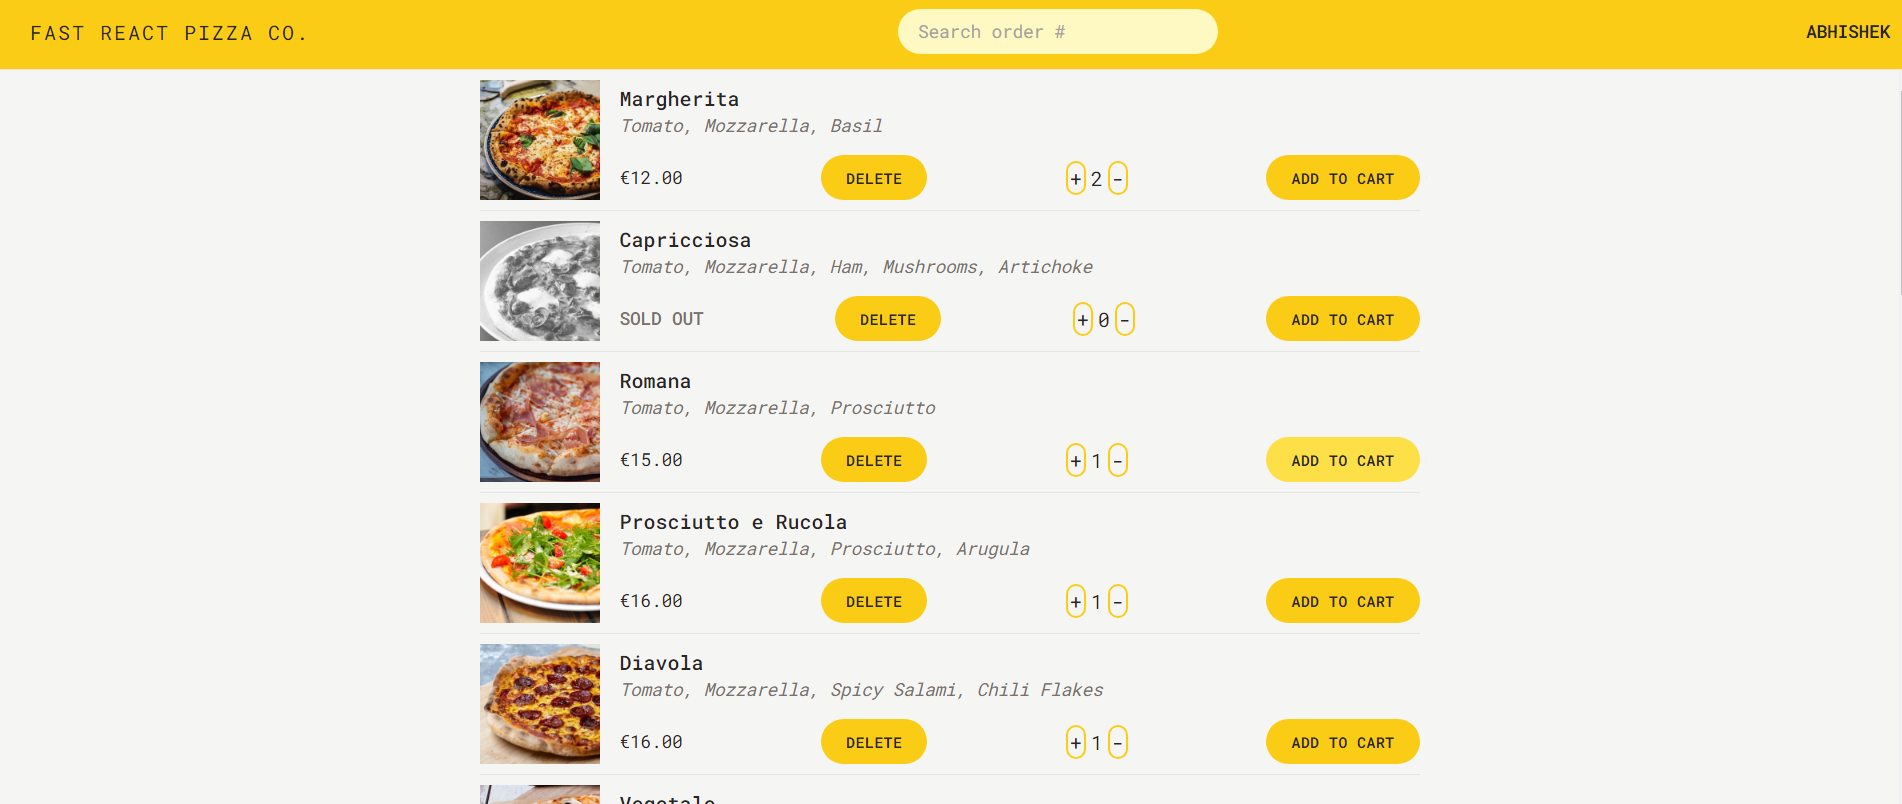 FAST REACT PIZZA CO.
Search order #
ABHISHEK
Margherita
Tomato, Mozzarella, Basil
€12.00 DELETE + 2 - ADD TO CART
Capricciosa
Tomato, Mozzarella, Ham, Mushrooms, Artichoke
SOLD OUT DELETE + 0 - ADD TO CART
Romana
Tomato, Mozzarella, Prosciutto
€15.00 DELETE + 1 - ADD TO CART
Prosciutto e Rucola
Tomato, Mozzarella, Prosciutto, Arugula
€16.00 DELETE + 1 - ADD TO CART
Diavola
Tomato, Mozzarella, Spicy Salami, Chili Flakes
€16.00 DELETE + 1 - ADD TO CART